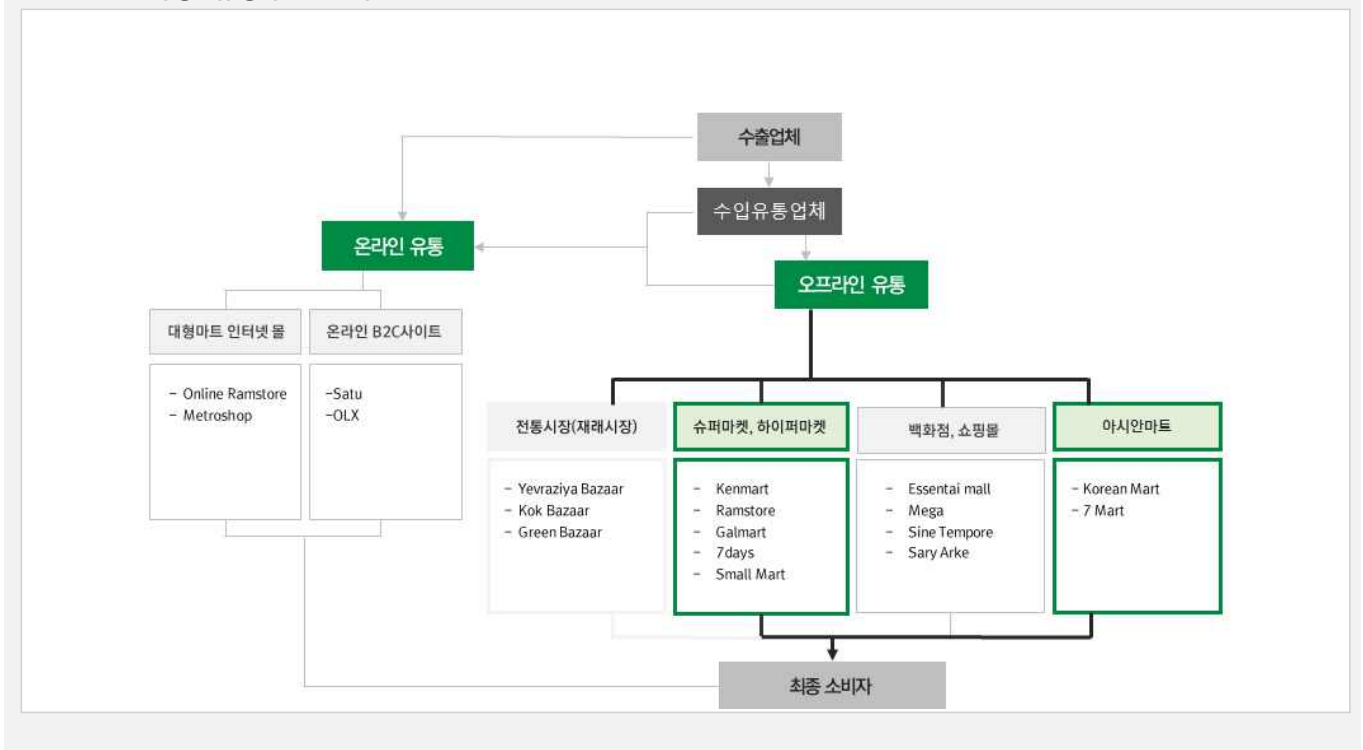 수출업체
수입유통업체
온라인 유통
오프라인 유통
대형마트 인터넷 몰
온라인 B2C사이트
- Online Ramstore
- Metroshop
-Satu
-OLX
전통시장(재래시장)
슈퍼마켓, 하이퍼마켓
백화점, 쇼핑몰
아시안마트
- Yevraziya Bazaar
- Kok Bazaar
- Green Bazaar
- Kenmart
- Ramstore
- Galmart
- 7days
- Small Mart
- Essentai mall
- Mega
- Sine Tempore
- Sary Arke
- Korean Mart
- 7 Mart
최종 소비자